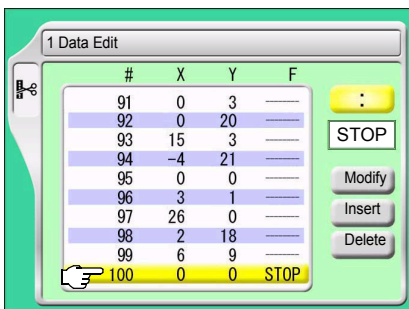 1 Data Edit
# X Y F
91 0 3 -------
92 0 20 -------
93 15 3 -------
94 −4 21 -------
95 0 0 -------
96 3 1 -------
97 26 0 -------
98 2 18 -------
99 6 9 -------
100 0 0 STOP
:
STOP
Modify
Insert
Delete